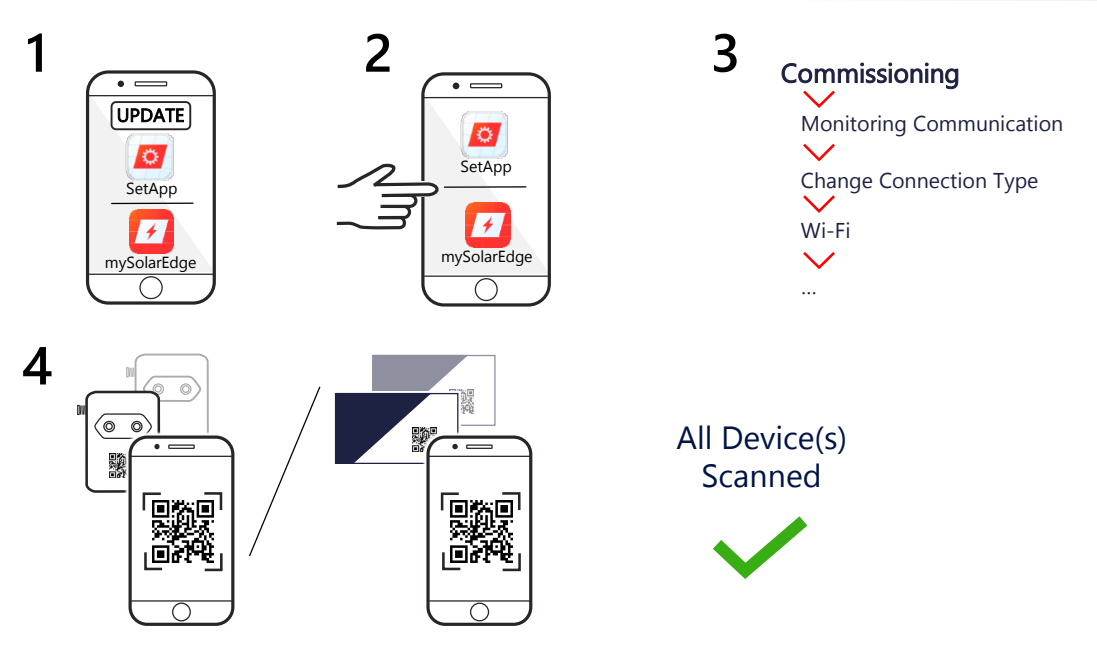 1
UPDATE
SetApp
mySolarEdge
2
SetApp
mySolarEdge
3
Commissioning
Monitoring Communication
Change Connection Type
Wi-Fi
...
4
All Device(s)
Scanned